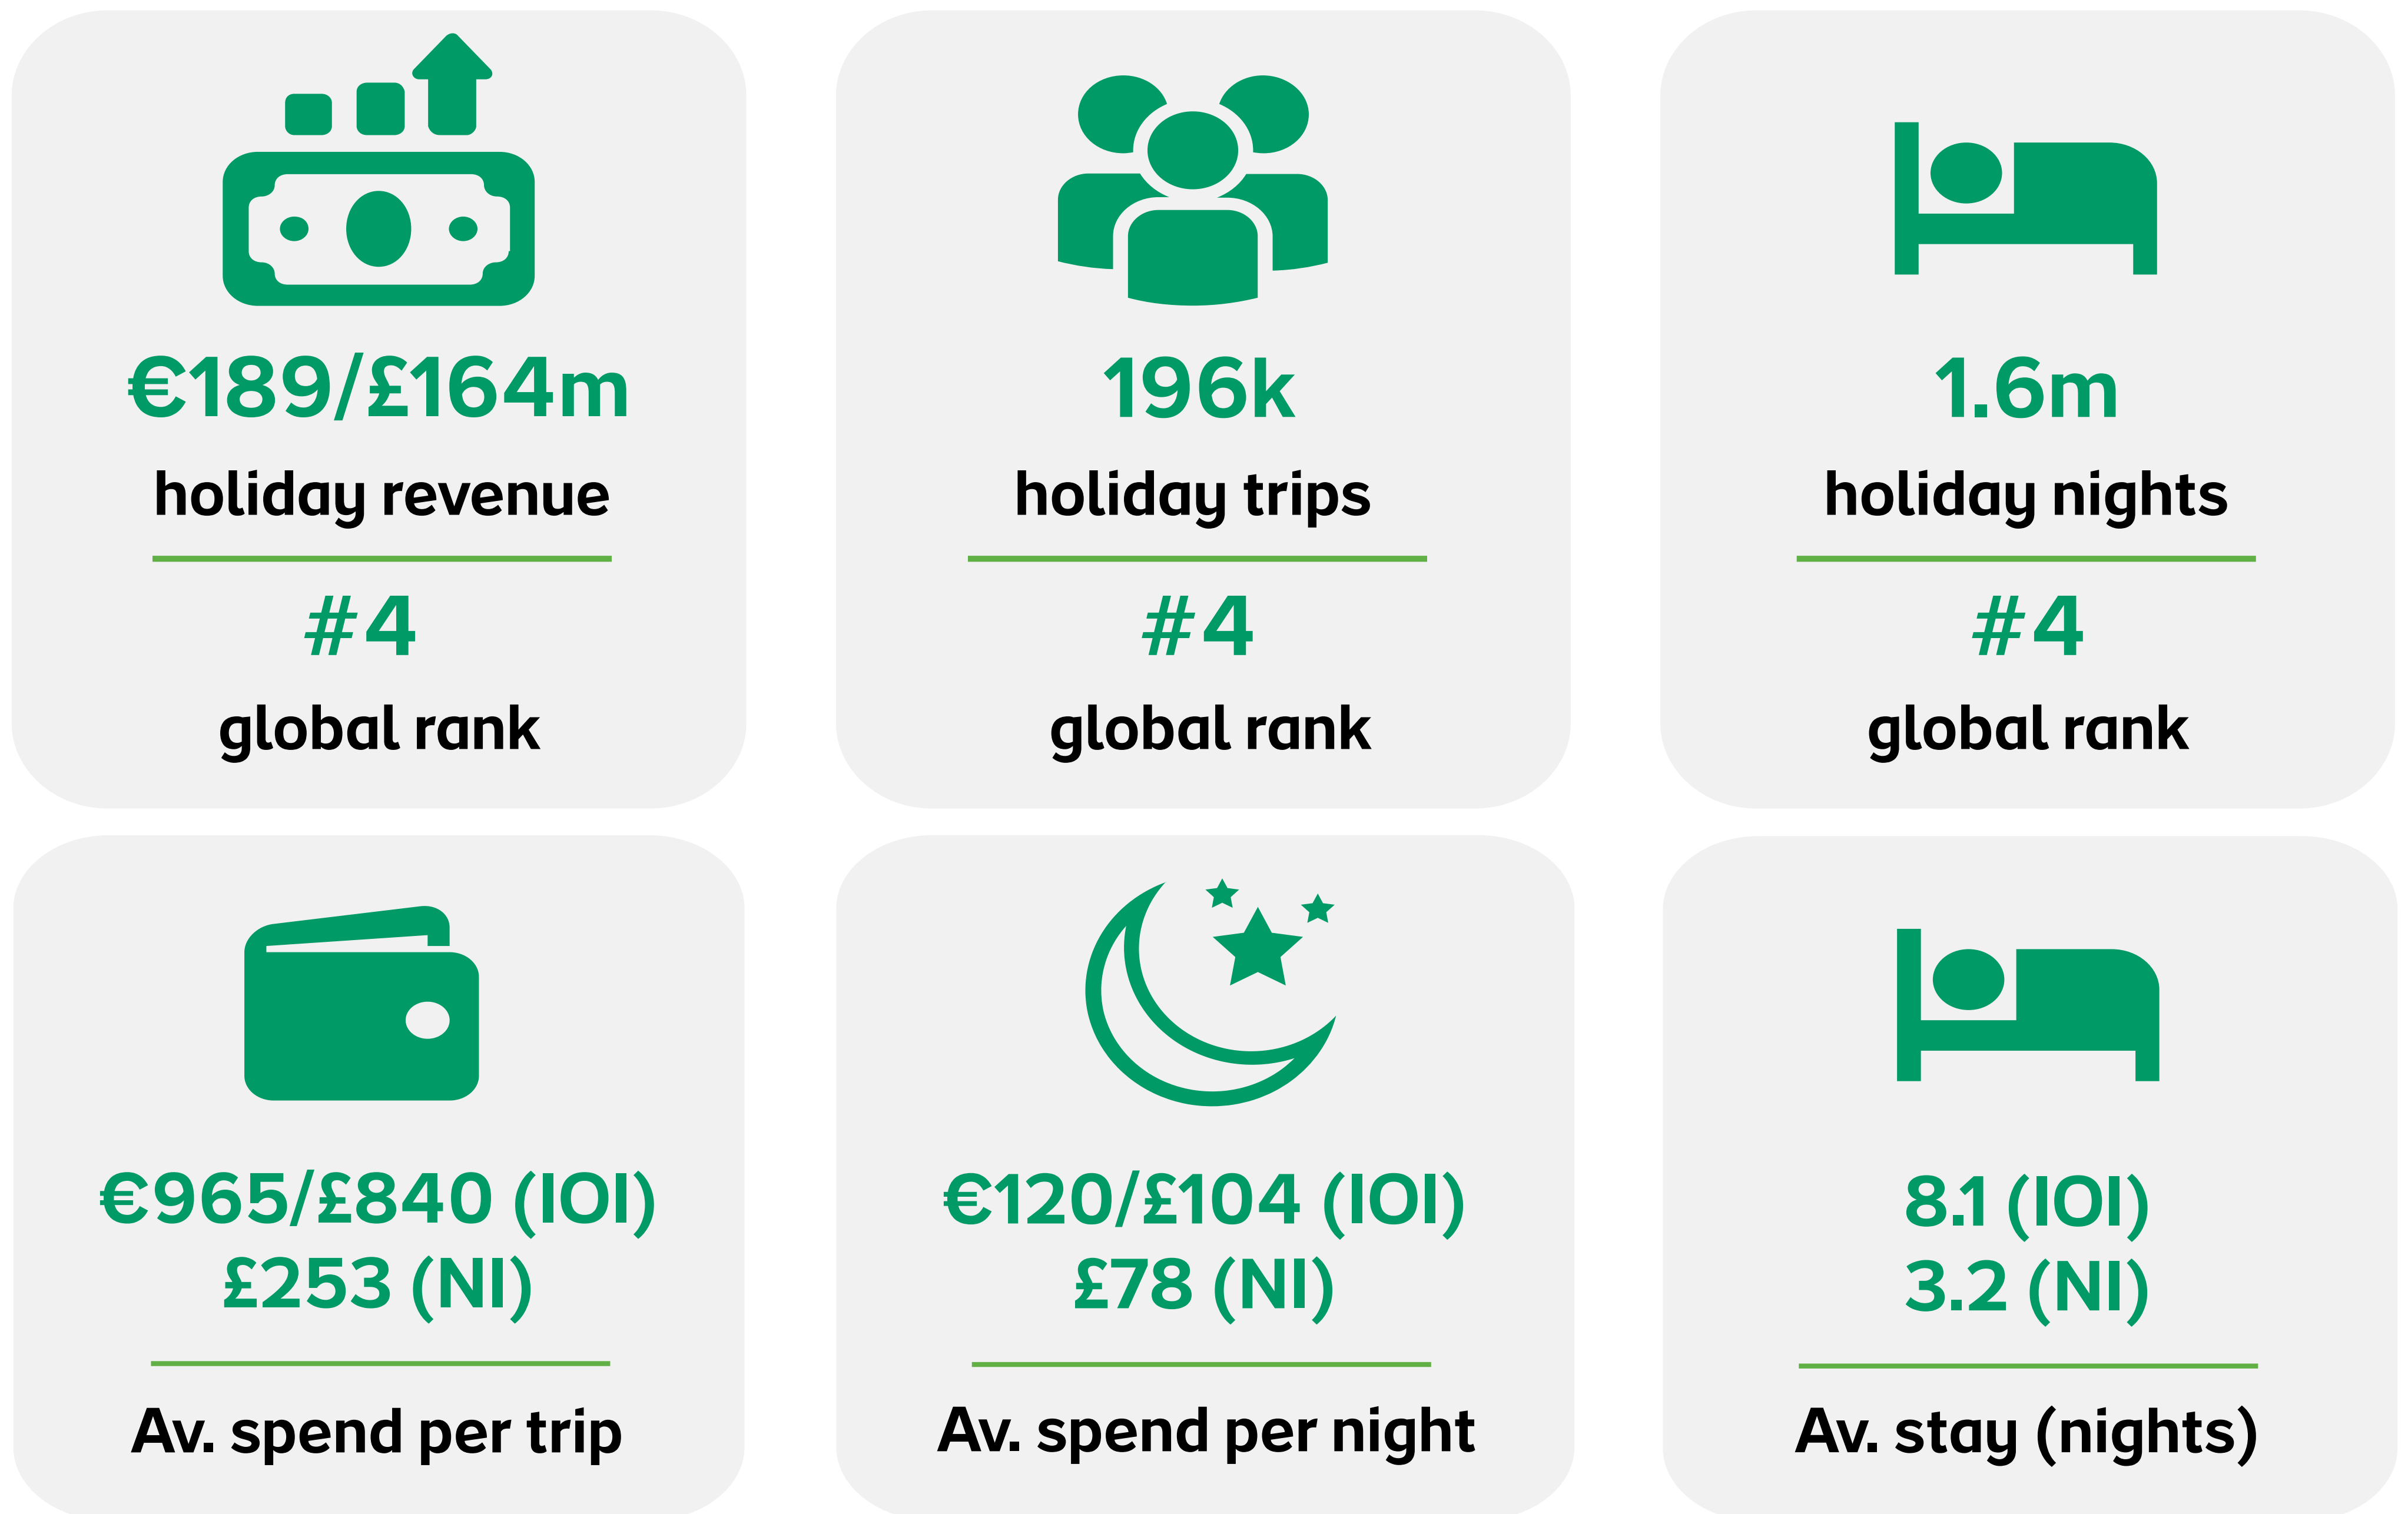 €189/£164m
holiday revenue
#4
global rank
196k
holiday trips
#4
global rank
1.6m
holiday nights
#4
global rank
€965/£840 (IOI)
£253 (NI)
Av. spend per trip
€120/£104 (IOI)
£78 (NI)
Av. spend per night
8.1 (IOI)
3.2 (NI)
Av. stay (nights)